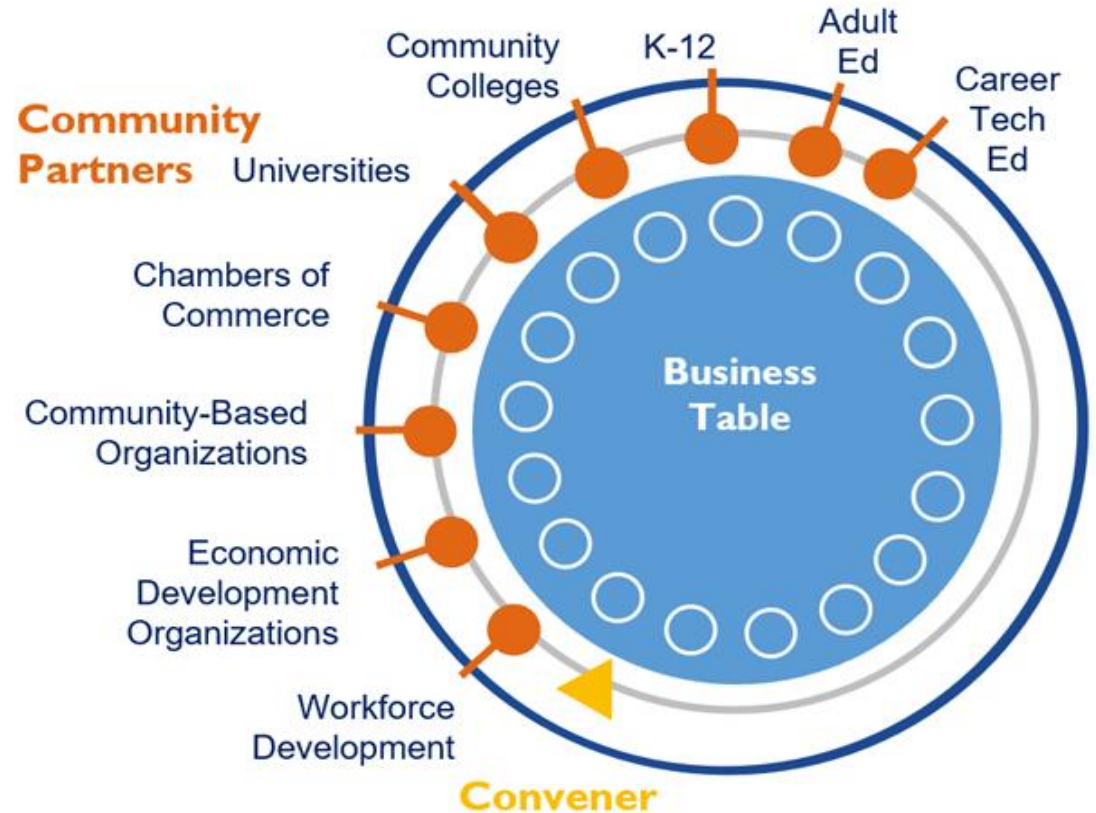 Community
Partners
Universities
Community
Colleges
K-12
Adult
Ed
Career
Tech
Ed
Chambers of
Commerce
Community-Based
Organizations
Economic
Development
Organizations
Workforce
Development
Convener
Business
Table